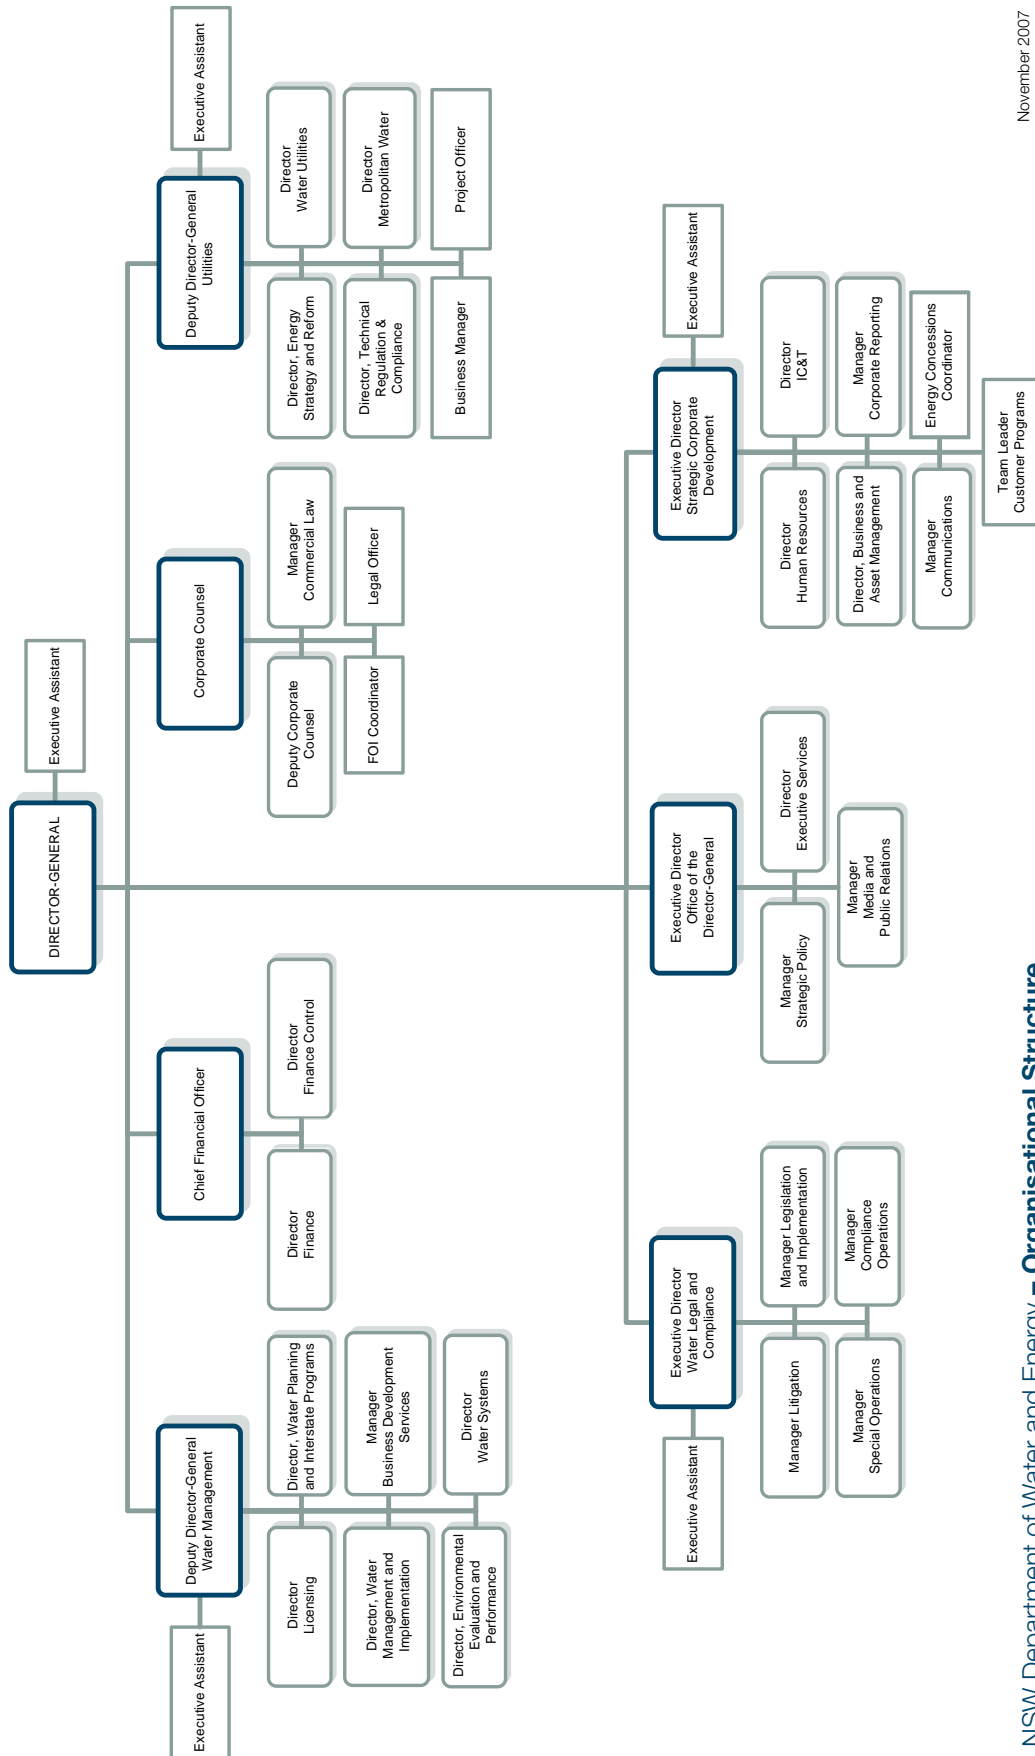 DIRECTOR-GENERAL
Executive Assistant
Executive Assistant
Deputy Director-General
Water Management
Director
Licensing
Director, Water Planning
and Interstate Programs
Director, Water
Management and
Implementation
Manager
Business Development
Services
Director, Environmental
Evaluation and
Performance
Director
Water Systems
Chief Financial Officer
Director
Finance
Director
Finance Control
Corporate Counsel
Deputy Corporate
Counsel
Manager
Commercial Law
FOI Coordinator
Legal Officer
Deputy Director-General
Utilities
Executive Assistant
Director, Energy
Strategy and Reform
Director
Water Utilities
Director, Technical
Regulation &
Compliance
Director
Metropolitan Water
Business Manager
Project Officer
Executive Assistant
Executive Director
Water Legal and
Compliance
Manager Litigation
Manager Legislation
and Implementation
Manager
Special Operations
Manager
Compliance
Operations
Executive Director
Office of the
Director-General
Manager
Strategic Policy
Director
Executive Services
Manager
Media and
Public Relations
Executive Director
Strategic Corporate
Development
Executive Assistant
Director
Human Resources
Director
IC&T
Director, Business and
Asset Management
Manager
Corporate Reporting
Manager
Communications
Energy Concessions
Coordinator
Team Leader
Customer Programs
NSW Department of Water and Energy – Organisational Structure
November 2007